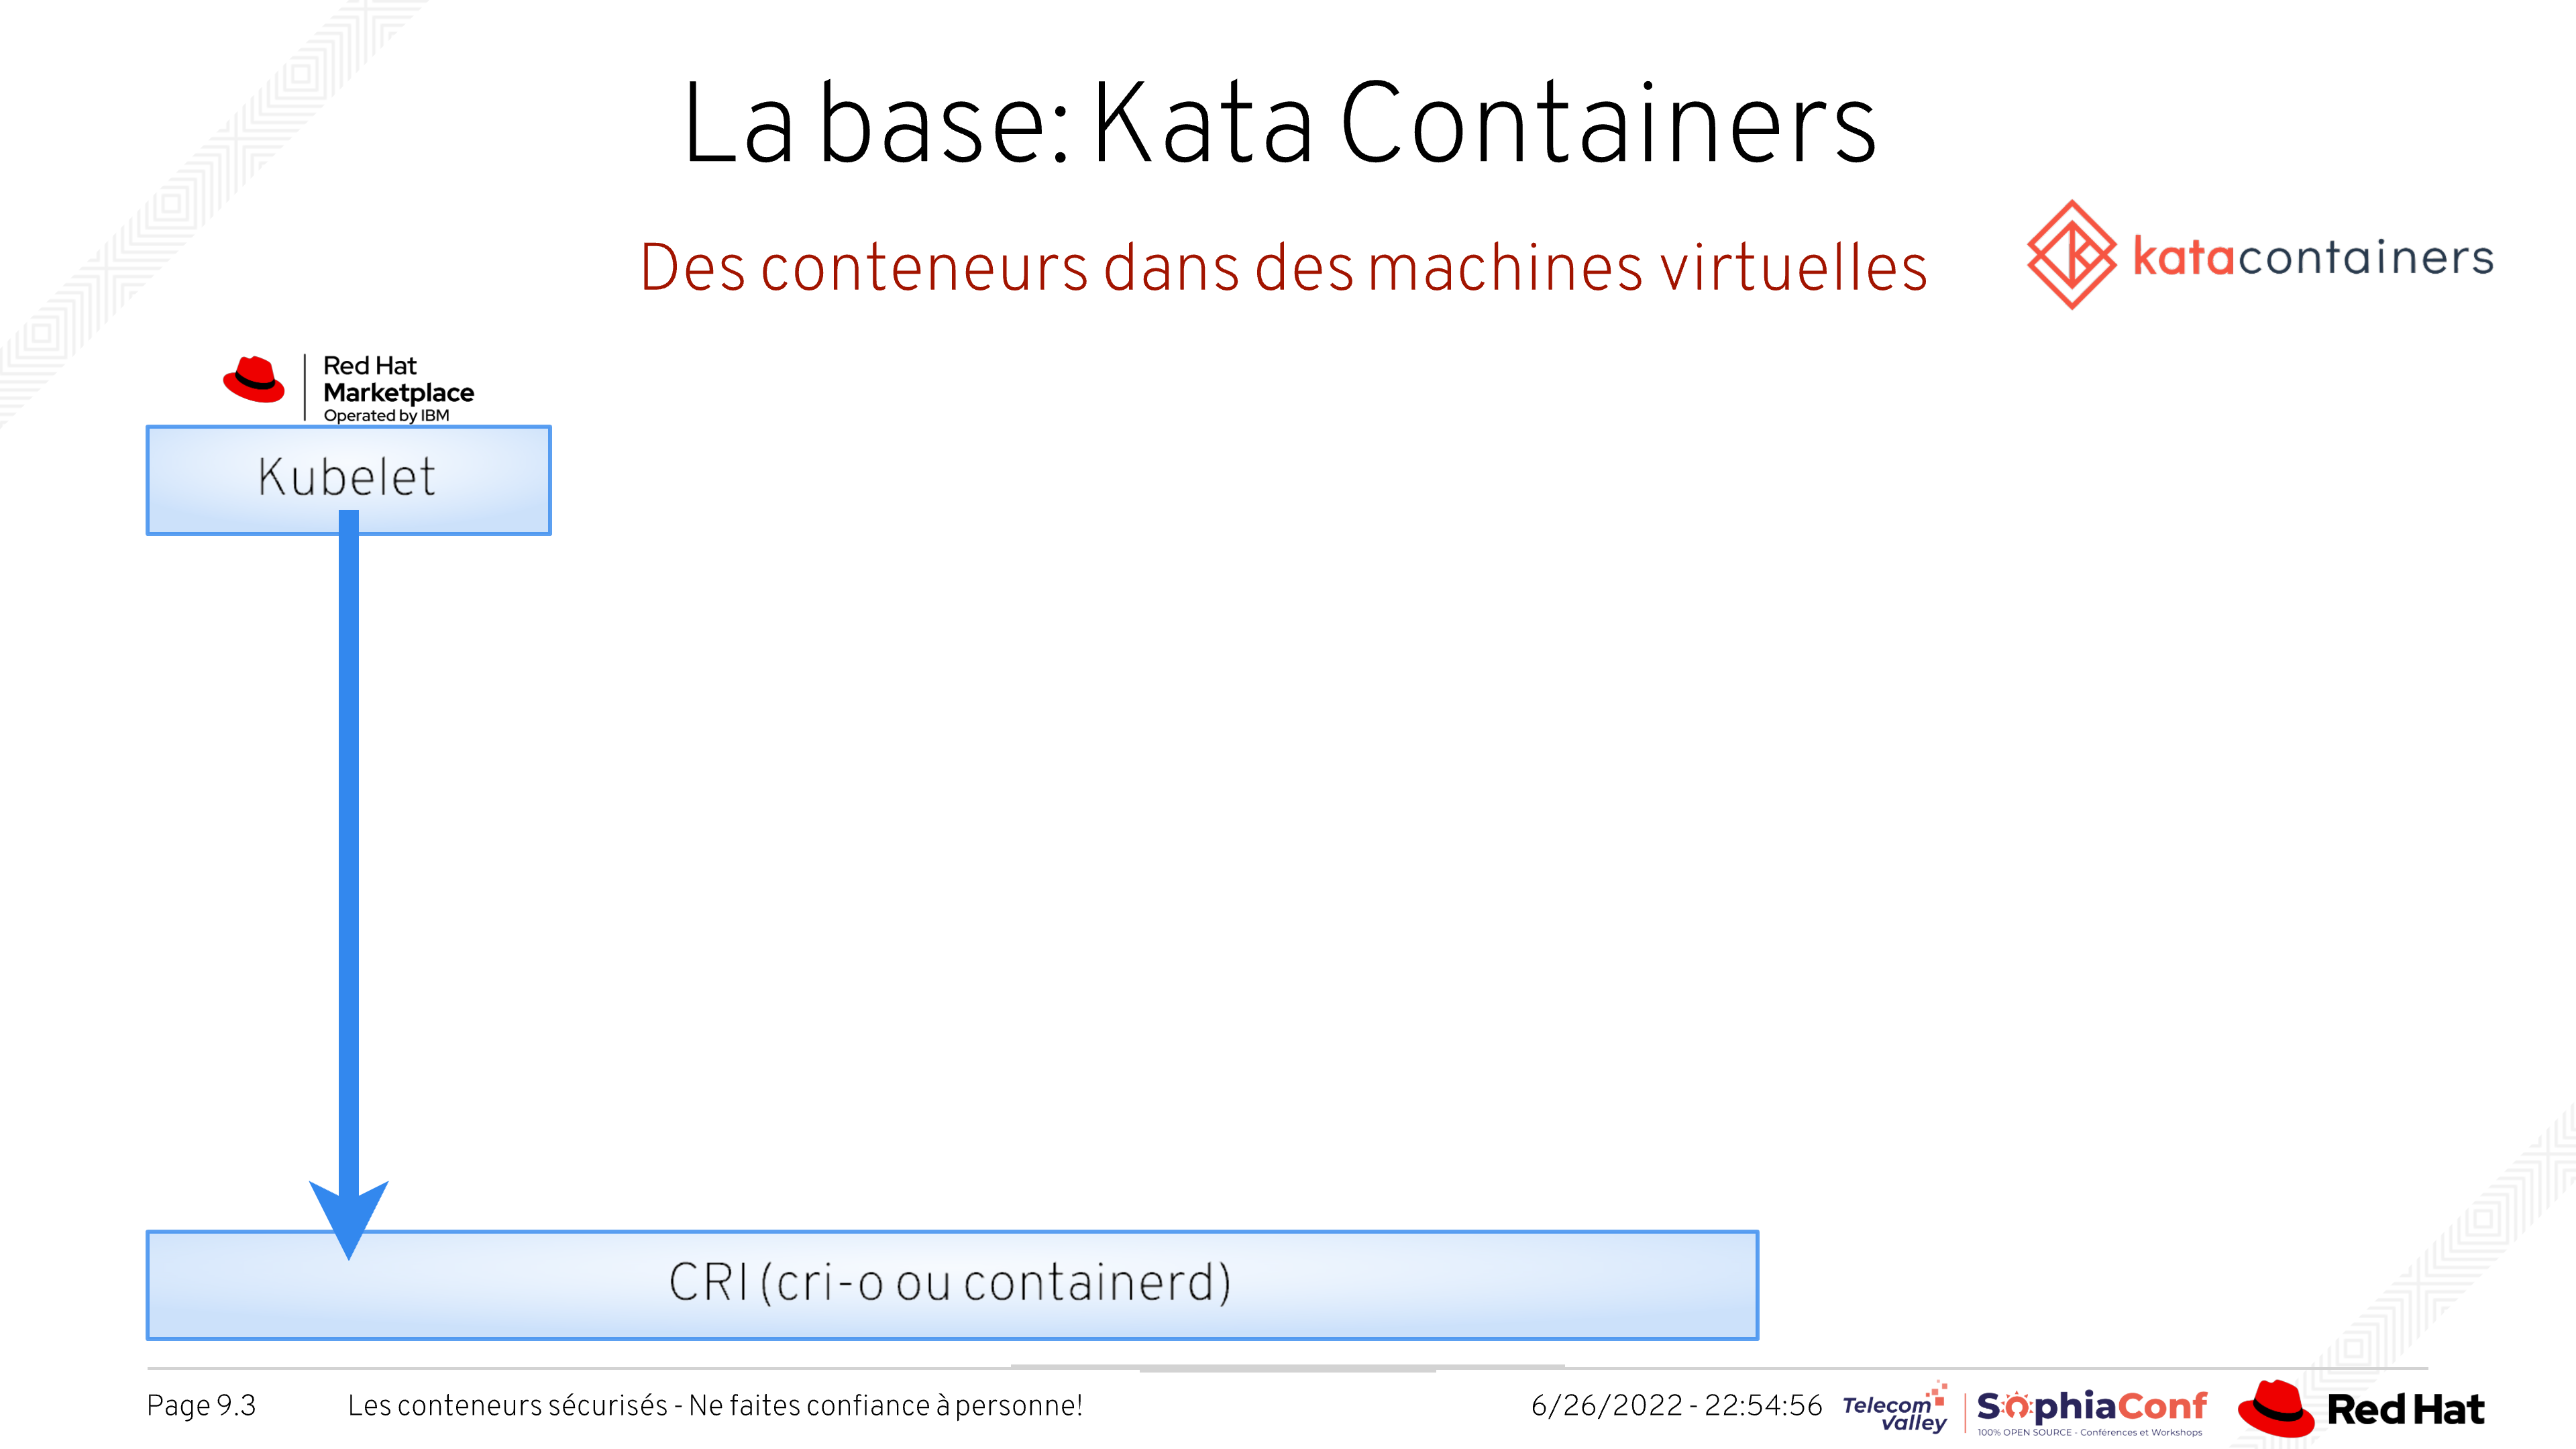 La base: Kata Containers
Des conteneurs dans des machines virtuelles
katacontainers
Red Hat
Marketplace
Operated by IBM
Kubelet
CRI (cri-o ou containerd)
Page 9.3
Les conteneurs sécurisés - Ne faites confiance à personne!
6/26/2022 - 22:54:56
Telecom
Valley
SophiaConf
100% OPEN SOURCE - Conférences et Workshops
Red Hat